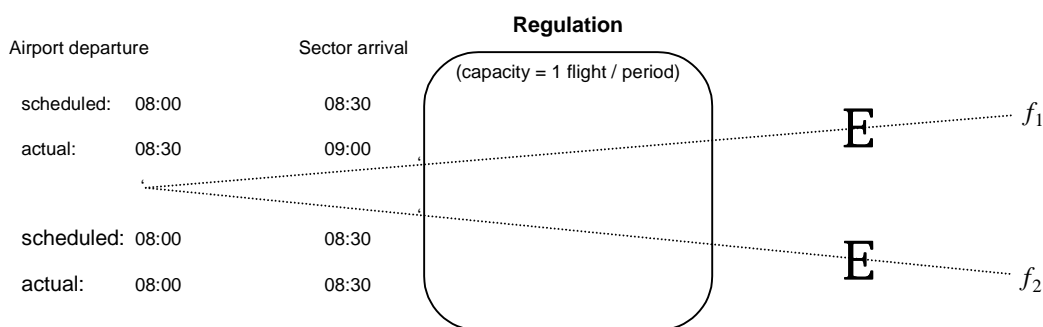 Regulation
Airport departure Sector arrival
(capacity = 1 flight / period)
scheduled: 08:00 08:30
E f1
actual: 08:30 09:00
scheduled: 08:00 08:30
E f2
actual: 08:00 08:30